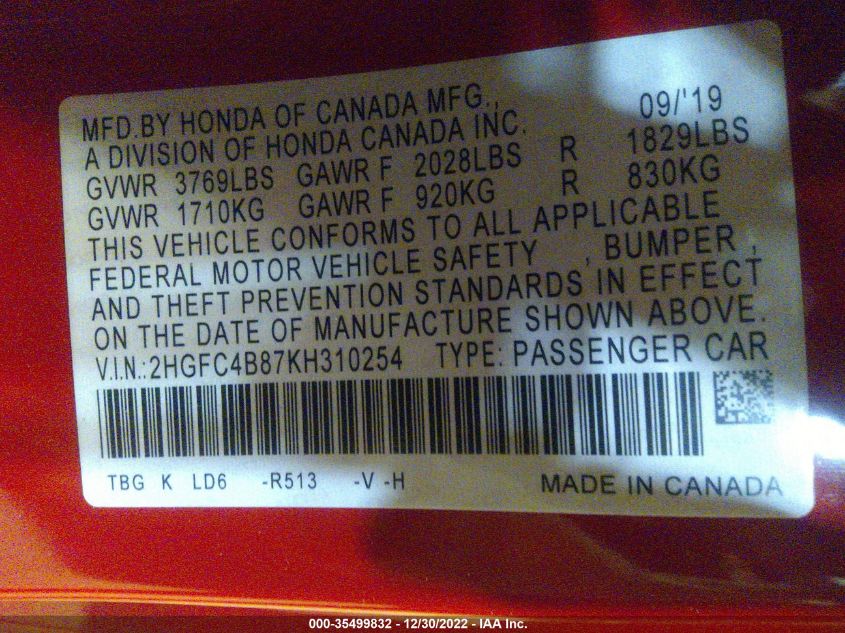 MFD.BY HONDA OF CANADA MFG., 09/'19
A DIVISION OF HONDA CANADA INC.
GVWR 3769LBS GAWR F 2028LBS R 1829LBS
GVWR 1710KG GAWR F 920KG R 830KG
THIS VEHICLE CONFORMS TO ALL APPLICABLE
FEDERAL MOTOR VEHICLE SAFETY , BUMPER ,
AND THEFT PREVENTION STANDARDS IN EFFECT
ON THE DATE OF MANUFACTURE SHOWN ABOVE.
V.I.N.:2HGFC4B87KH310254 TYPE: PASSENGER CAR
TBG K LD6 -R513 -V -H MADE IN CANADA
000-35499832 - 12/30/2022 - IAA Inc.